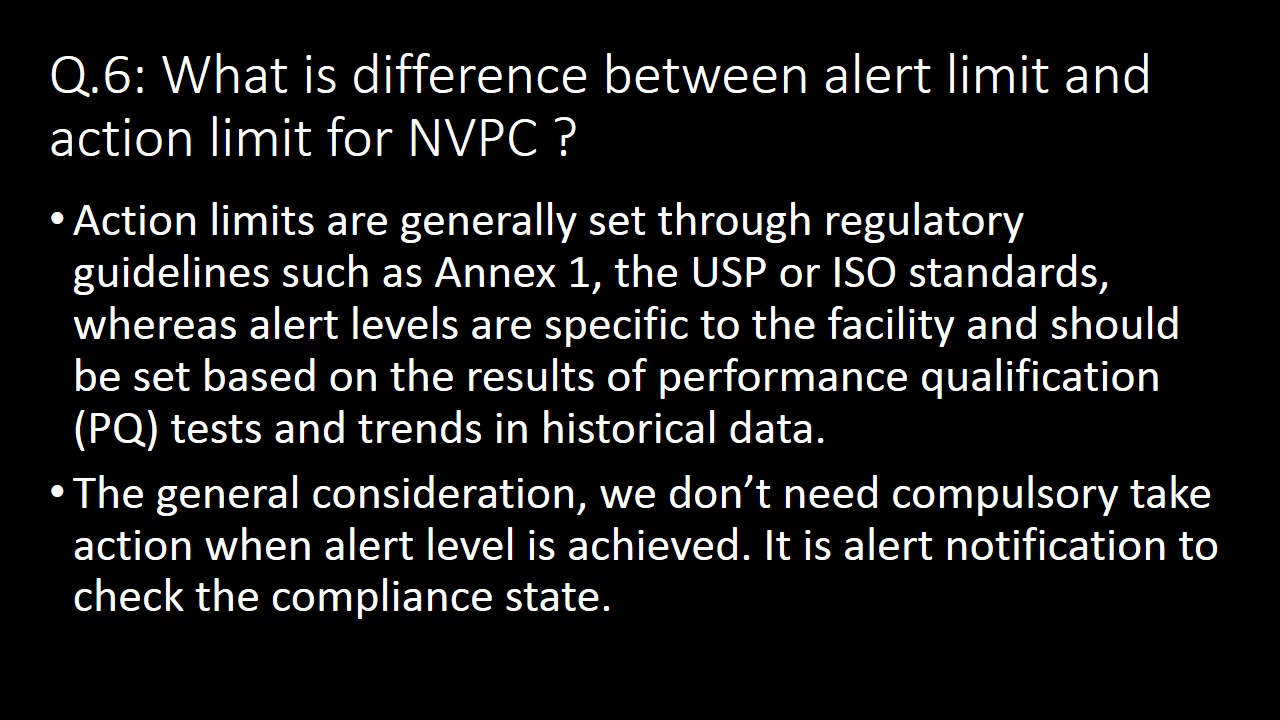 Q.6: What is difference between alert limit and
action limit for NVPC ?
• Action limits are generally set through regulatory
guidelines such as Annex 1, the USP or ISO standards,
whereas alert levels are specific to the facility and should
be set based on the results of performance qualification
(PQ) tests and trends in historical data.
• The general consideration, we don’t need compulsory take
action when alert level is achieved. It is alert notification to
check the compliance state.